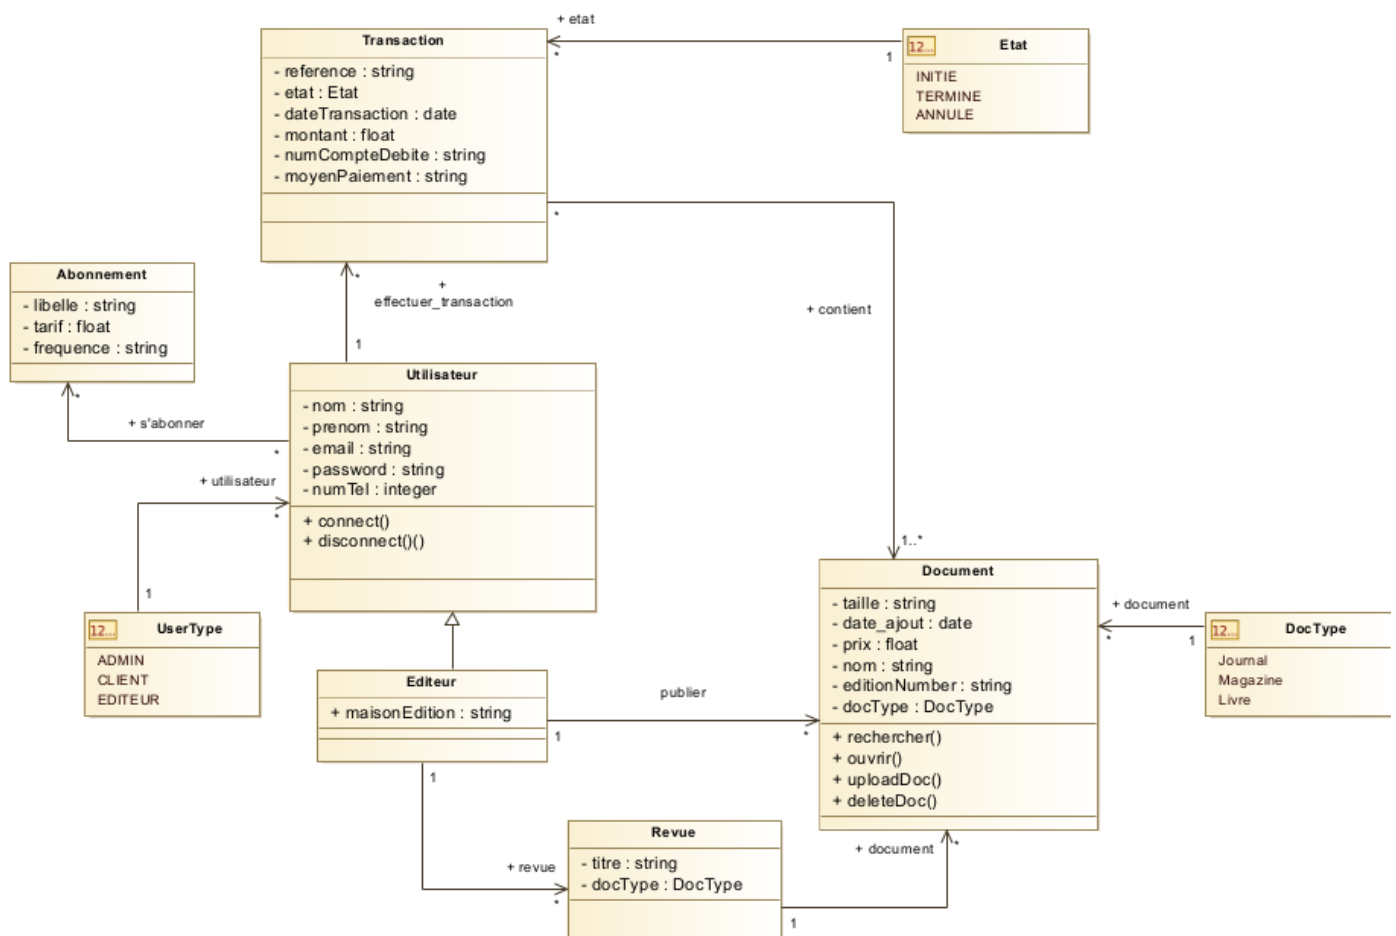 + etat
Transaction
- reference : string
- etat : Etat
- dateTransaction : date
- montant : float
- numCompteDebite : string
- moyenPaiement : string
*
1
12...
Etat
INITIE
TERMINE
ANNULE
*
+ contient
1..*
Abonnement
- libelle : string
- tarif : float
- frequence : string
*
+
effectuer_transaction
*
1
+ s'abonner
*
Utilisateur
- nom : string
- prenom : string
- email : string
- password : string
- numTel : integer
+ connect()
+ disconnect()()
+ utilisateur
*
1
12...
UserType
ADMIN
CLIENT
EDITEUR
Editeur
+ maisonEdition : string
publier
1
*
1
Document
- taille : string
- date_ajout : date
- prix : float
- nom : string
- editionNumber : string
- docType : DocType
+ rechercher()
+ ouvrir()
+ uploadDoc()
+ deleteDoc()
+ document
*
1
12...
DocType
Journal
Magazine
Livre
+ revue
*
Revue
- titre : string
- docType : DocType
+ document
*
1